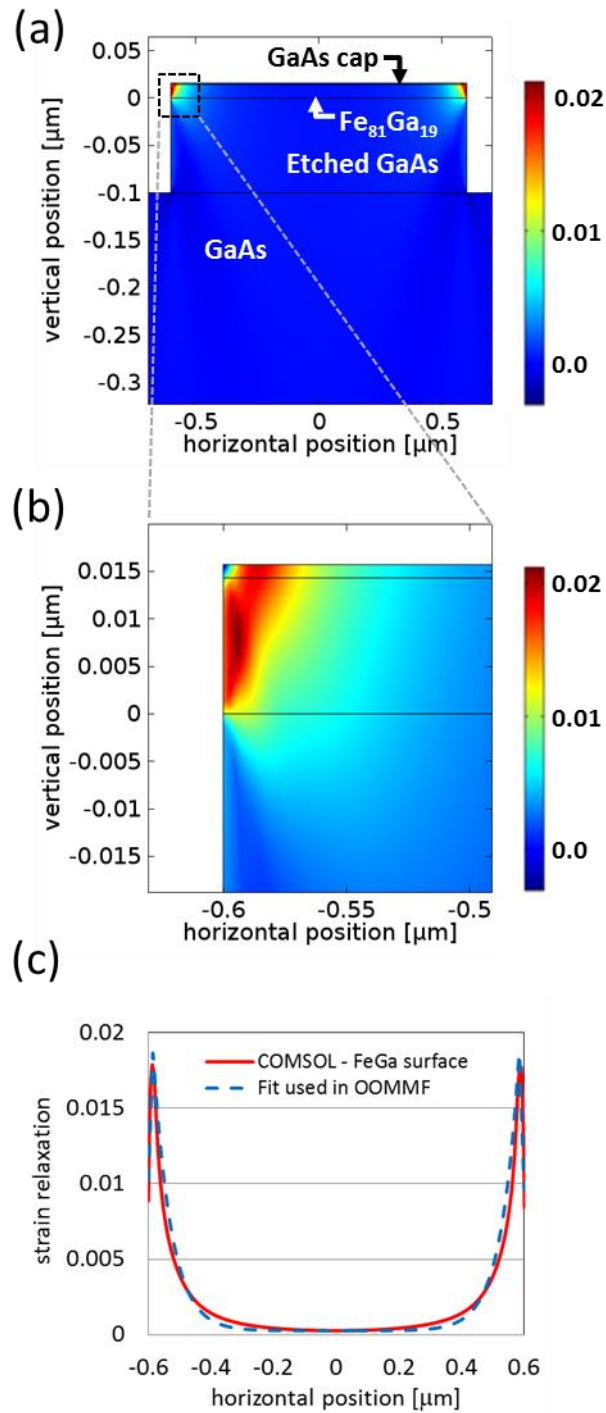 (a)
GaAs cap
Fe81Ga19
Etched GaAs
GaAs
vertical position [µm]
0.05
0
-0.05
-0.1
-0.15
-0.2
-0.25
-0.3
-0.5
0
0.5
horizontal position [µm]
0.02
0.01
0.0
(b)
vertical position [µm]
0.015
0.01
0.005
0
-0.005
-0.01
-0.015
-0.6
-0.55
-0.5
horizontal position [µm]
0.02
0.01
0.0
(c)
strain relaxation
0.02
0.015
0.01
0.005
0
COMSOL - FeGa surface
Fit used in OOMMF
-0.6
-0.4
-0.2
0
0.2
0.4
0.6
horizontal position [µm]